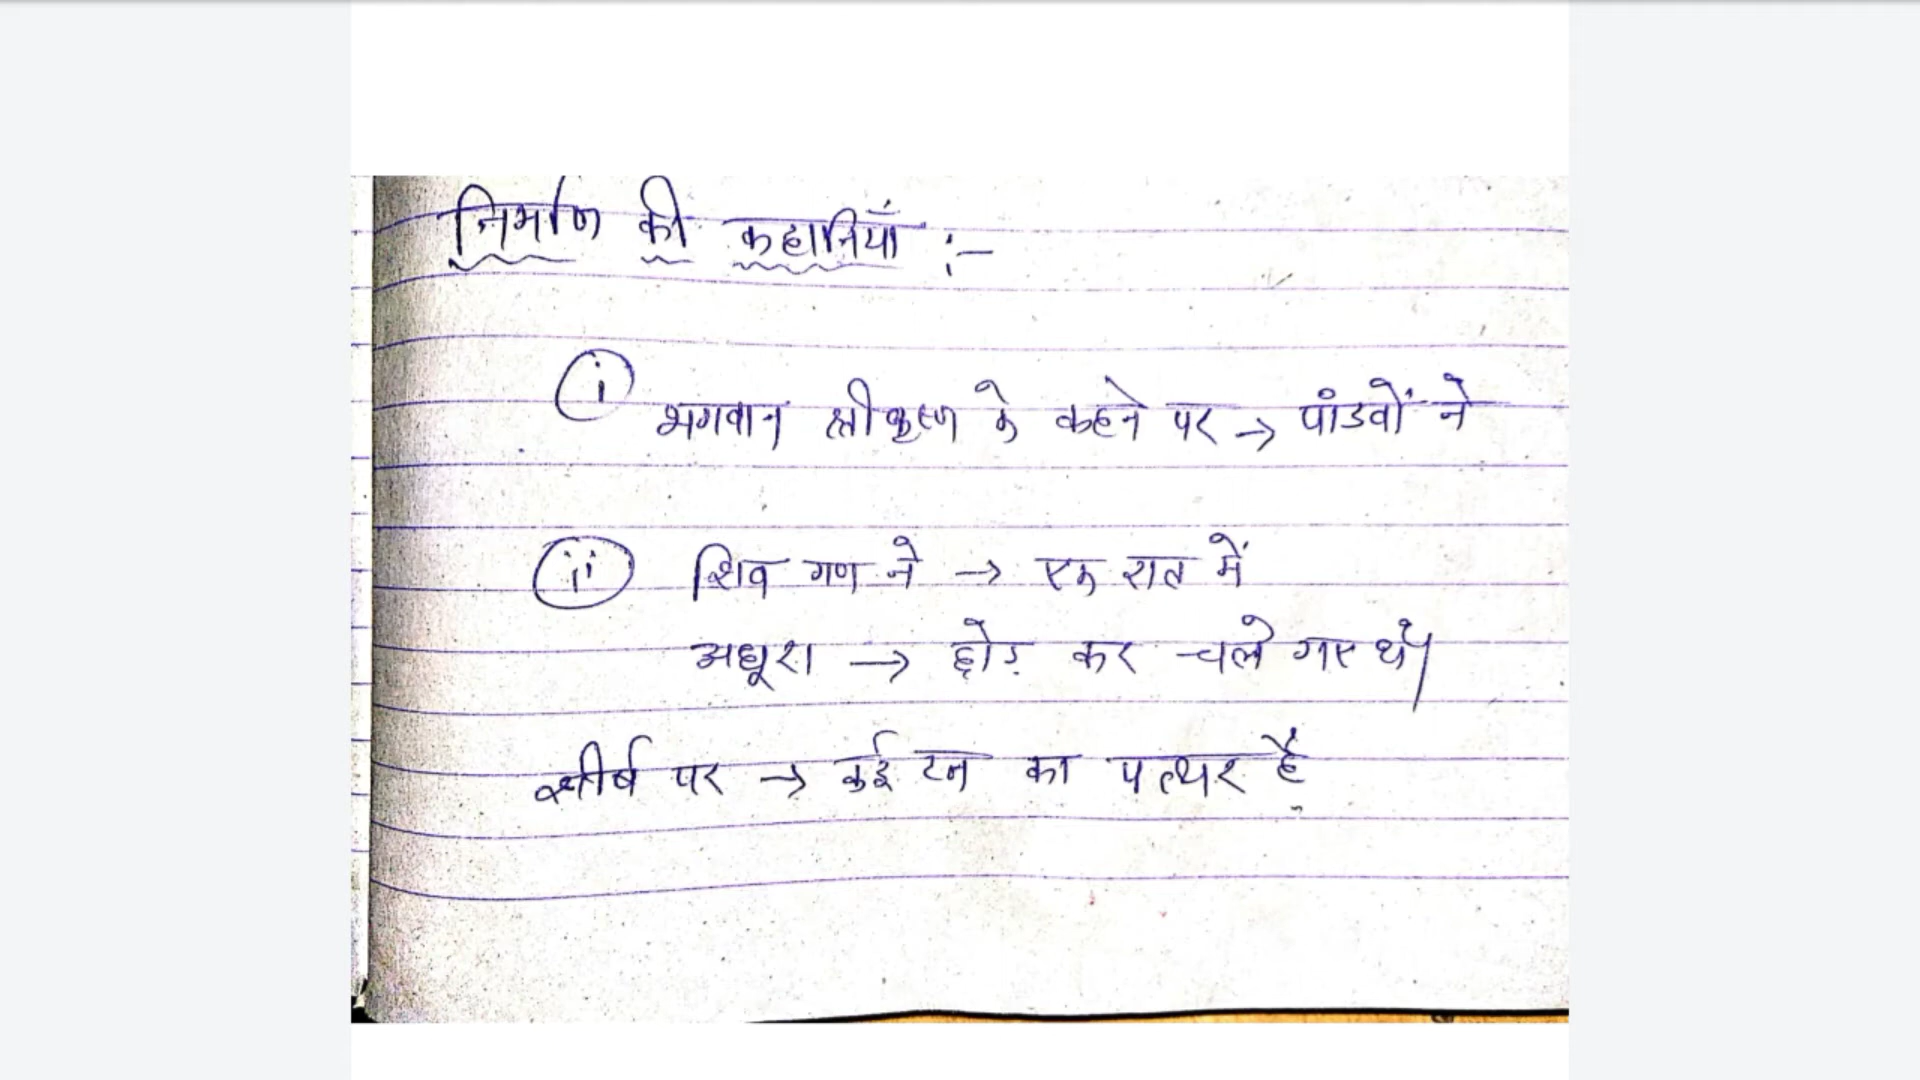 निर्माण की कहानियाँ :-
i भगवान श्रीकृष्ण के कहने पर → पांडवों ने
ii शिव गण ने → एक रात में
अधूरा → छोड़ कर चले गए थे।
शीर्ष पर → कई टन का पत्थर है